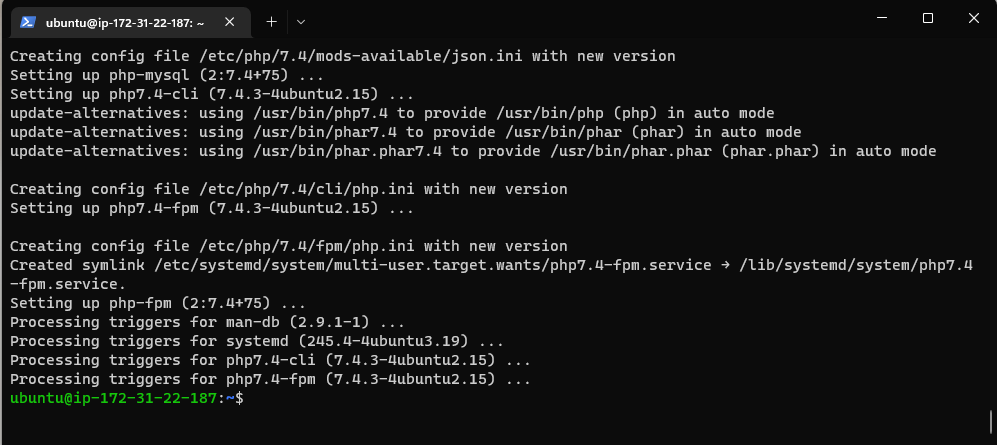 ubuntu@ip-172-31-22-187: ~
Creating config file /etc/php/7.4/mods-available/json.ini with new version
Setting up php-mysql (2:7.4+75) ...
Setting up php7.4-cli (7.4.3-4ubuntu2.15) ...
update-alternatives: using /usr/bin/php7.4 to provide /usr/bin/php (php) in auto mode
update-alternatives: using /usr/bin/phar7.4 to provide /usr/bin/phar (phar) in auto mode
update-alternatives: using /usr/bin/phar.phar7.4 to provide /usr/bin/phar.phar (phar.phar) in auto mode
Creating config file /etc/php/7.4/cli/php.ini with new version
Setting up php7.4-fpm (7.4.3-4ubuntu2.15) ...
Creating config file /etc/php/7.4/fpm/php.ini with new version
Created symlink /etc/systemd/system/multi-user.target.wants/php7.4-fpm.service → /lib/systemd/system/php7.4
-fpm.service.
Setting up php-fpm (2:7.4+75) ...
Processing triggers for man-db (2.9.1-1) ...
Processing triggers for systemd (245.4-4ubuntu3.19) ...
Processing triggers for php7.4-cli (7.4.3-4ubuntu2.15) ...
Processing triggers for php7.4-fpm (7.4.3-4ubuntu2.15) ...
ubuntu@ip-172-31-22-187:~$